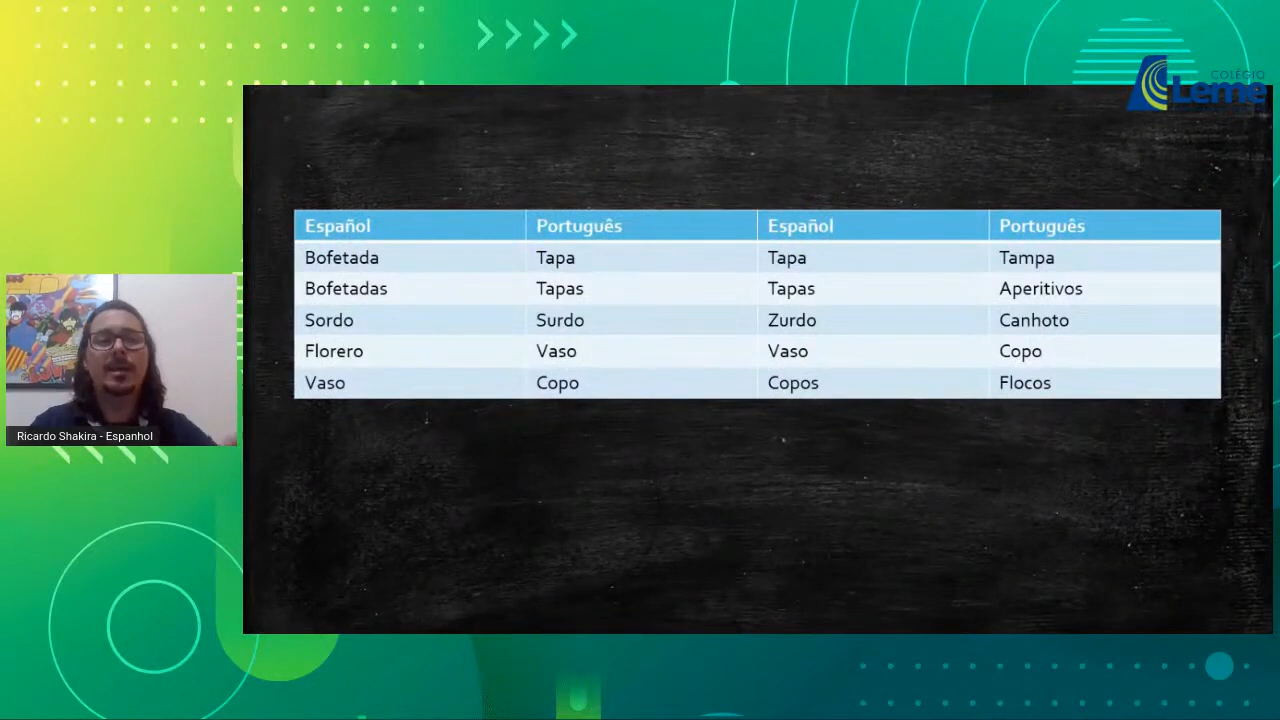 COLÉGIO
Leme
Español Português Español Português
Bofetada Tapa Tapa Tampa
Bofetadas Tapas Tapas Aperitivos
Sordo Surdo Zurdo Canhoto
Florero Vaso Vaso Copo
Vaso Copo Copos Flocos
Ricardo Shakira - Espanhol